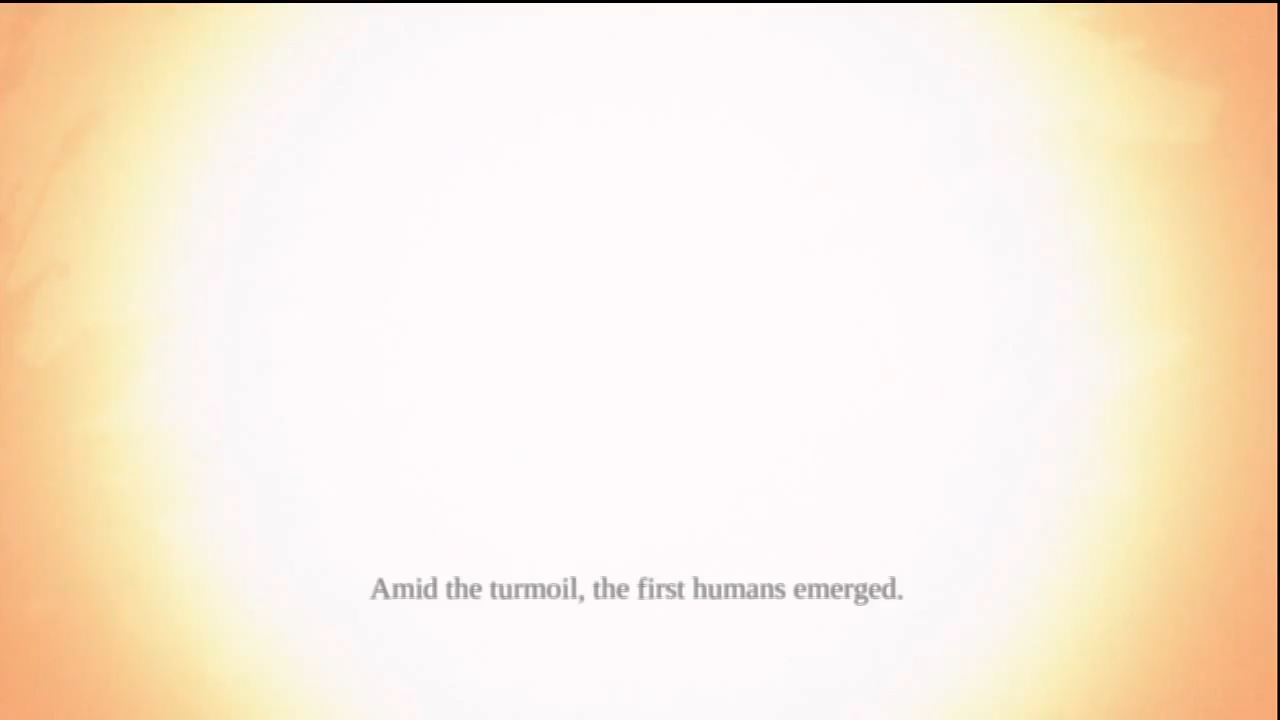 Amid the turmoil, the first humans emerged.